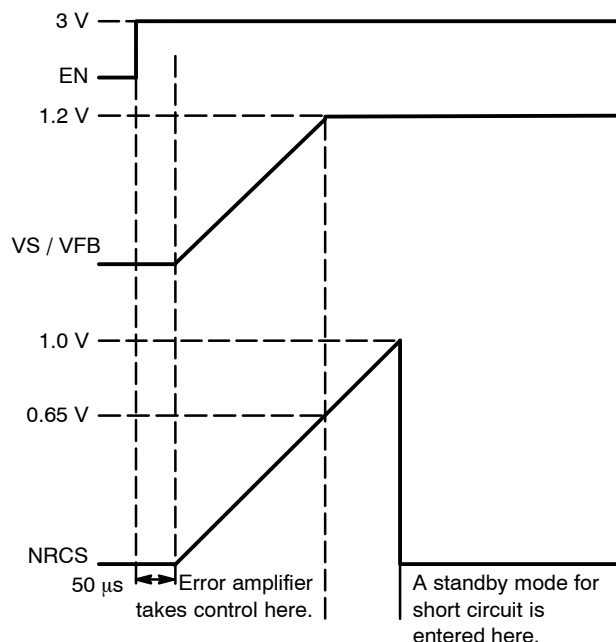 3 V
EN
1.2 V
VS / VFB
1.0 V
0.65 V
NRCS
50 μs
Error amplifier
takes control here.
A standby mode for
short circuit is
entered here.